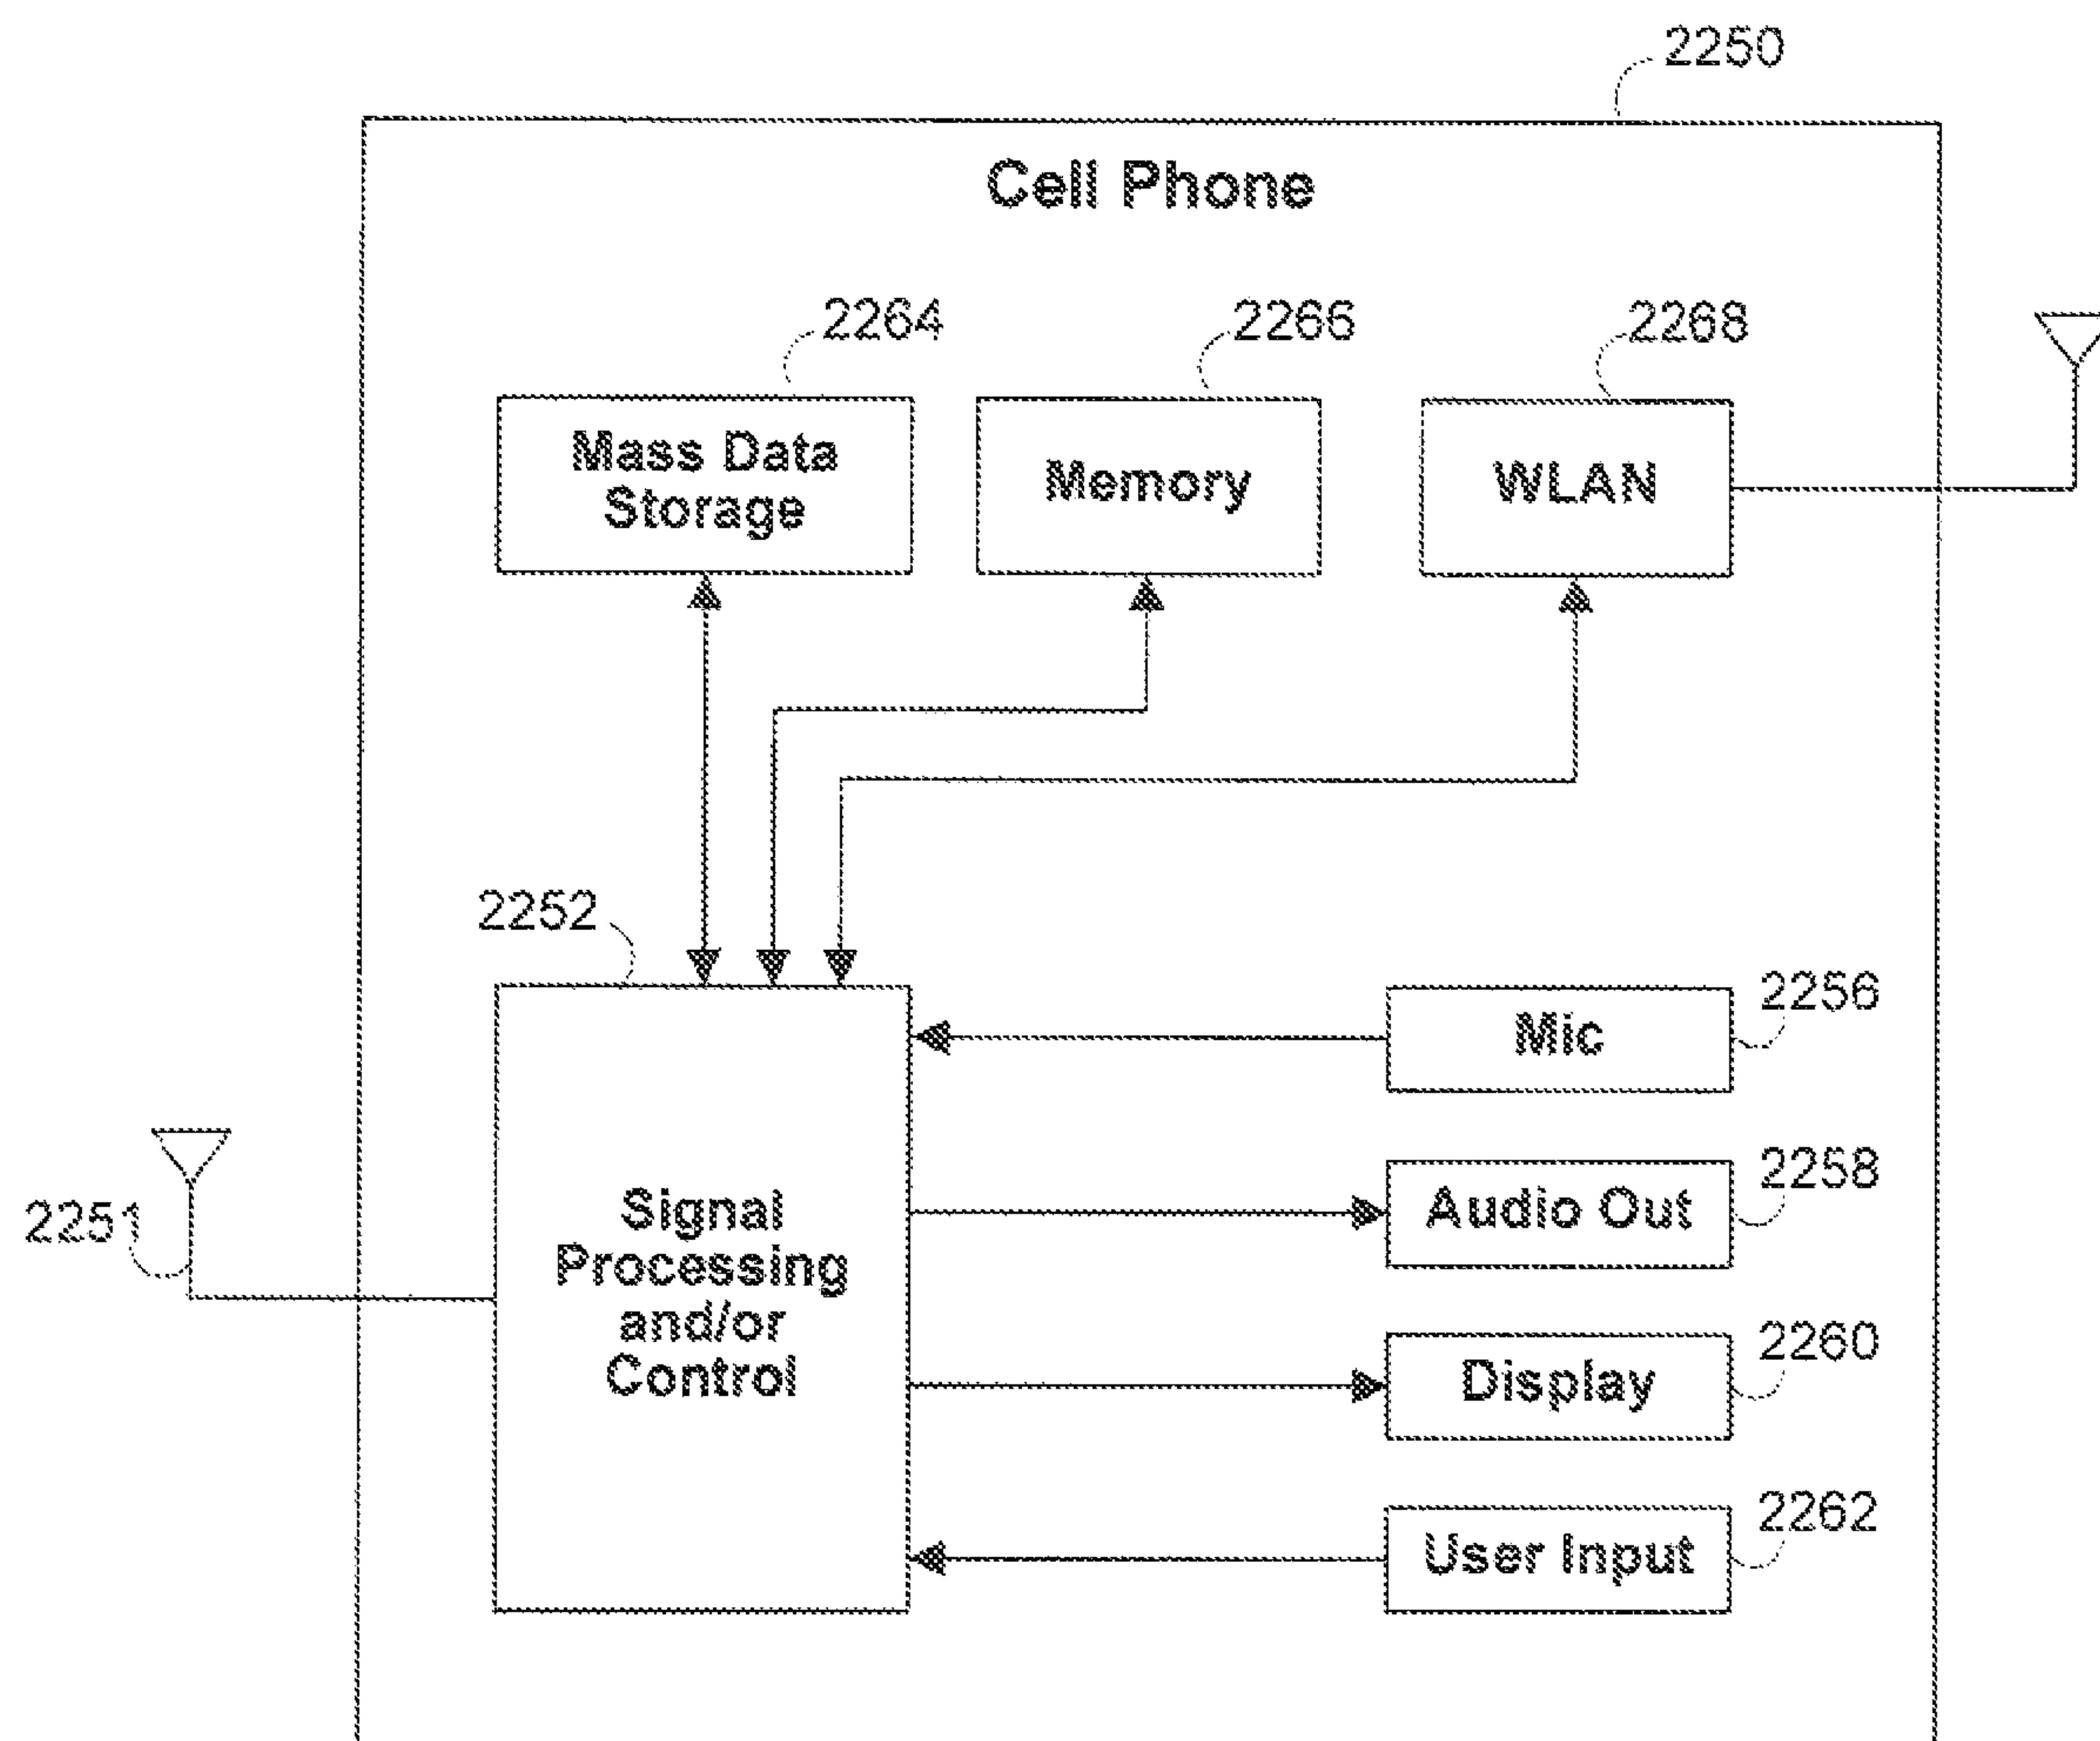 2250
Cell Phone
2264
2266
2268
Mass Data
Storage
Memory
WLAN
2252
2256
Mic
2251
Signal
Processing
and/or
Control
2258
Audio Out
2260
Display
2262
User Input